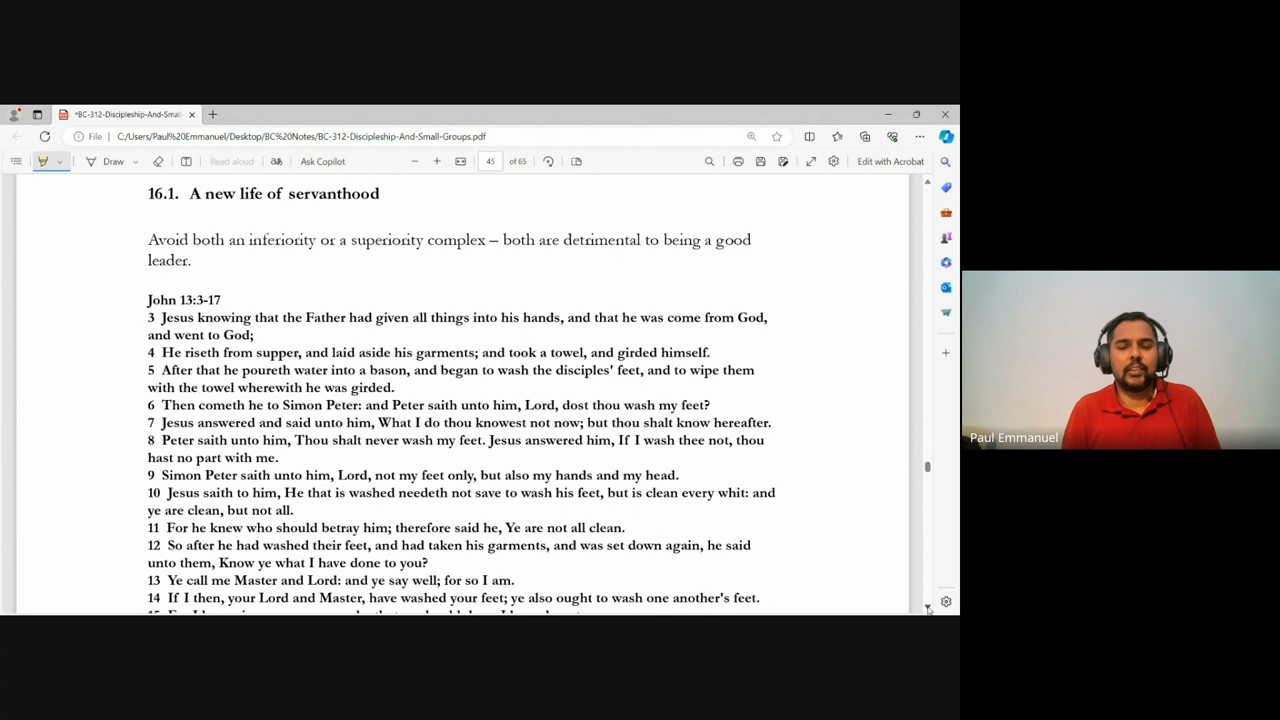 *BC-312-Discipleship-And-Smal
File
C:/Users/Paul%20Emmanuel/Desktop/BC%20Notes/BC-312-Discipleship-And-Small-Groups.pdf
Draw
Read aloud
Ask Copilot
45
of 65
Edit with Acrobat
16.1. A new life of servanthood
Avoid both an inferiority or a superiority complex – both are detrimental to being a good
leader.
John 13:3-17
3 Jesus knowing that the Father had given all things into his hands, and that he was come from God,
and went to God;
4 He riseth from supper, and laid aside his garments; and took a towel, and girded himself.
5 After that he poureth water into a bason, and began to wash the disciples' feet, and to wipe them
with the towel wherewith he was girded.
6 Then cometh he to Simon Peter: and Peter saith unto him, Lord, dost thou wash my feet?
7 Jesus answered and said unto him, What I do thou knowest not now; but thou shalt know hereafter.
8 Peter saith unto him, Thou shalt never wash my feet. Jesus answered him, If I wash thee not, thou
hast no part with me.
9 Simon Peter saith unto him, Lord, not my feet only, but also my hands and my head.
10 Jesus saith to him, He that is washed needeth not save to wash his feet, but is clean every whit: and
ye are clean, but not all.
11 For he knew who should betray him; therefore said he, Ye are not all clean.
12 So after he had washed their feet, and had taken his garments, and was set down again, he said
unto them, Know ye what I have done to you?
13 Ye call me Master and Lord: and ye say well; for so I am.
14 If I then, your Lord and Master, have washed your feet; ye also ought to wash one another's feet.
Paul Emmanuel